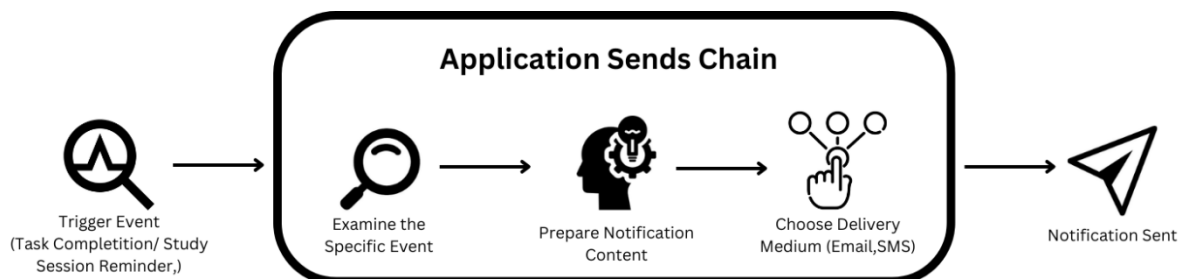 Application Sends Chain
Trigger Event
(Task Completition/ Study
Session Reminder,)
Examine the
Specific Event
Prepare Notification
Content
Choose Delivery
Medium (Email,SMS)
Notification Sent